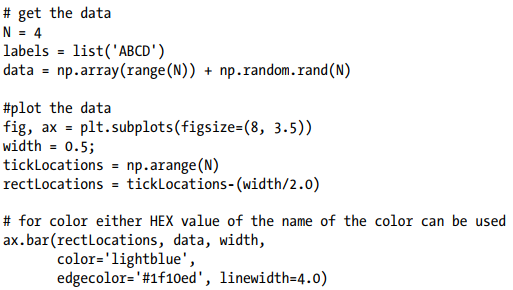 # get the data
N = 4
labels = list('ABCD')
data = np.array(range(N)) + np.random.rand(N)
#plot the data
fig, ax = plt.subplots(figsize=(8, 3.5))
width = 0.5;
tickLocations = np.arange(N)
rectLocations = tickLocations-(width/2.0)
# for color either HEX value of the name of the color can be used
ax.bar(rectLocations, data, width,
color='lightblue',
edgecolor='#1f10ed', linewidth=4.0)